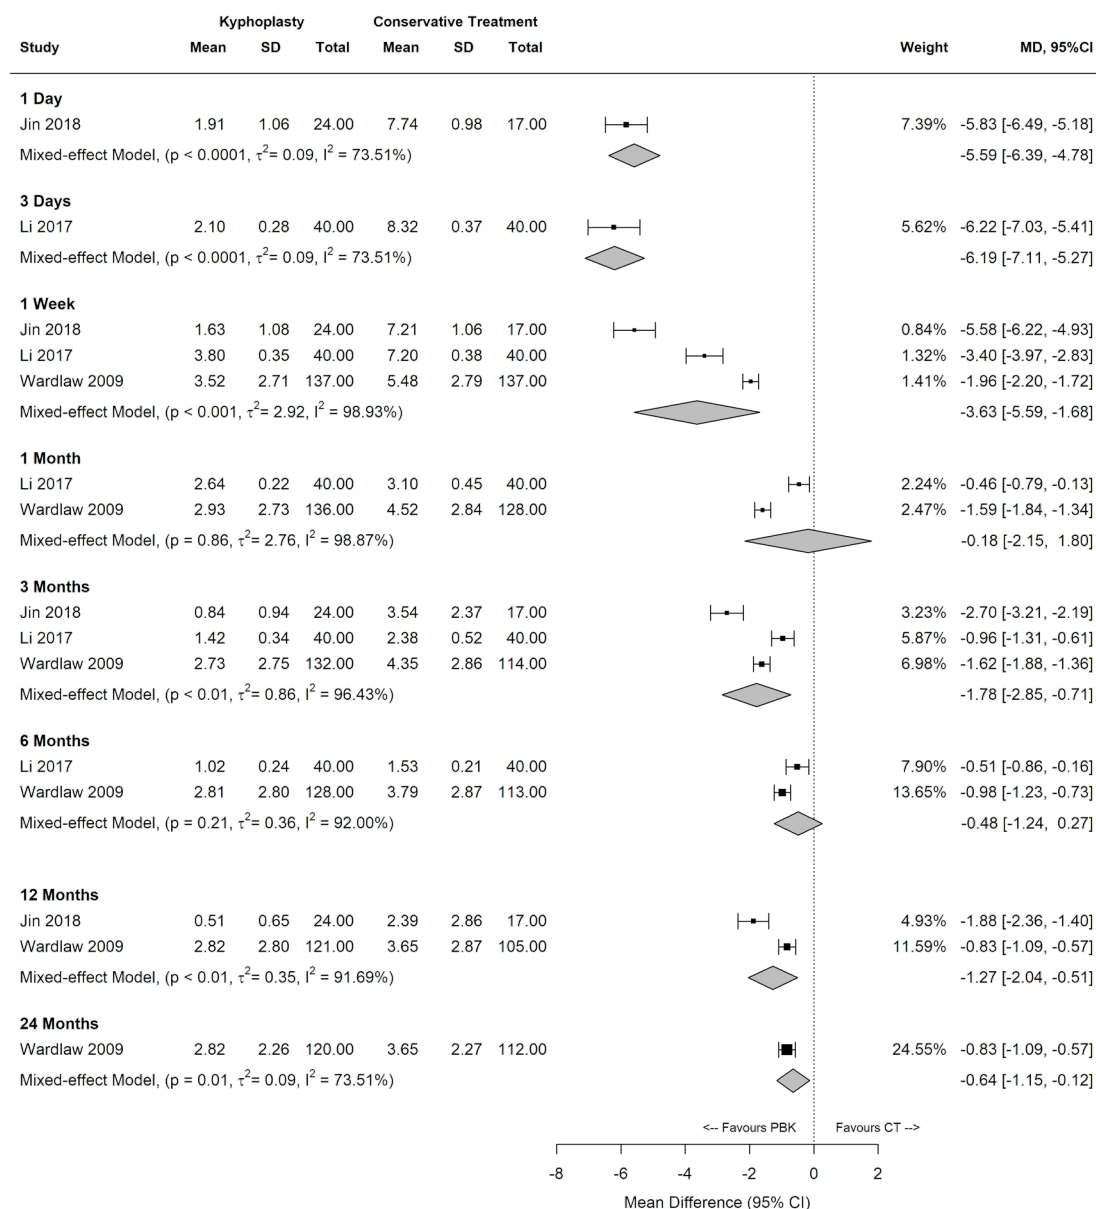 Kyphoplasty Conservative Treatment
Study Mean SD Total Mean SD Total Weight MD, 95%CI
1 Day
Jin 2018 1.91 1.06 24.00 7.74 0.98 17.00 7.39% -5.83 [-6.49, -5.18]
Mixed-effect Model, (p < 0.0001, τ²= 0.09, I² = 73.51%) -5.59 [-6.39, -4.78]
3 Days
Li 2017 2.10 0.28 40.00 8.32 0.37 40.00 5.62% -6.22 [-7.03, -5.41]
Mixed-effect Model, (p < 0.0001, τ²= 0.09, I² = 73.51%) -6.19 [-7.11, -5.27]
1 Week
Jin 2018 1.63 1.08 24.00 7.21 1.06 17.00 0.84% -5.58 [-6.22, -4.93]
Li 2017 3.80 0.35 40.00 7.20 0.38 40.00 1.32% -3.40 [-3.97, -2.83]
Wardlaw 2009 3.52 2.71 137.00 5.48 2.79 137.00 1.41% -1.96 [-2.20, -1.72]
Mixed-effect Model, (p < 0.001, τ²= 2.92, I² = 98.93%) -3.63 [-5.59, -1.68]
1 Month
Li 2017 2.64 0.22 40.00 3.10 0.45 40.00 2.24% -0.46 [-0.79, -0.13]
Wardlaw 2009 2.93 2.73 136.00 4.52 2.84 128.00 2.47% -1.59 [-1.84, -1.34]
Mixed-effect Model, (p = 0.86, τ²= 2.76, I² = 98.87%) -0.18 [-2.15, 1.80]
3 Months
Jin 2018 0.84 0.94 24.00 3.54 2.37 17.00 3.23% -2.70 [-3.21, -2.19]
Li 2017 1.42 0.34 40.00 2.38 0.52 40.00 5.87% -0.96 [-1.31, -0.61]
Wardlaw 2009 2.73 2.75 132.00 4.35 2.86 114.00 6.98% -1.62 [-1.88, -1.36]
Mixed-effect Model, (p < 0.01, τ²= 0.86, I² = 96.43%) -1.78 [-2.85, -0.71]
6 Months
Li 2017 1.02 0.24 40.00 1.53 0.21 40.00 7.90% -0.51 [-0.86, -0.16]
Wardlaw 2009 2.81 2.80 128.00 3.79 2.87 113.00 13.65% -0.98 [-1.23, -0.73]
Mixed-effect Model, (p = 0.21, τ²= 0.36, I² = 92.00%) -0.48 [-1.24, 0.27]
12 Months
Jin 2018 0.51 0.65 24.00 2.39 2.86 17.00 4.93% -1.88 [-2.36, -1.40]
Wardlaw 2009 2.82 2.80 121.00 3.65 2.87 105.00 11.59% -0.83 [-1.09, -0.57]
Mixed-effect Model, (p < 0.01, τ²= 0.35, I² = 91.69%) -1.27 [-2.04, -0.51]
24 Months
Wardlaw 2009 2.82 2.26 120.00 3.65 2.27 112.00 24.55% -0.83 [-1.09, -0.57]
Mixed-effect Model, (p = 0.01, τ²= 0.09, I² = 73.51%) -0.64 [-1.15, -0.12]
<-- Favours PBK Favours CT -->
-8 -6 -4 -2 0 2
Mean Difference (95% CI)